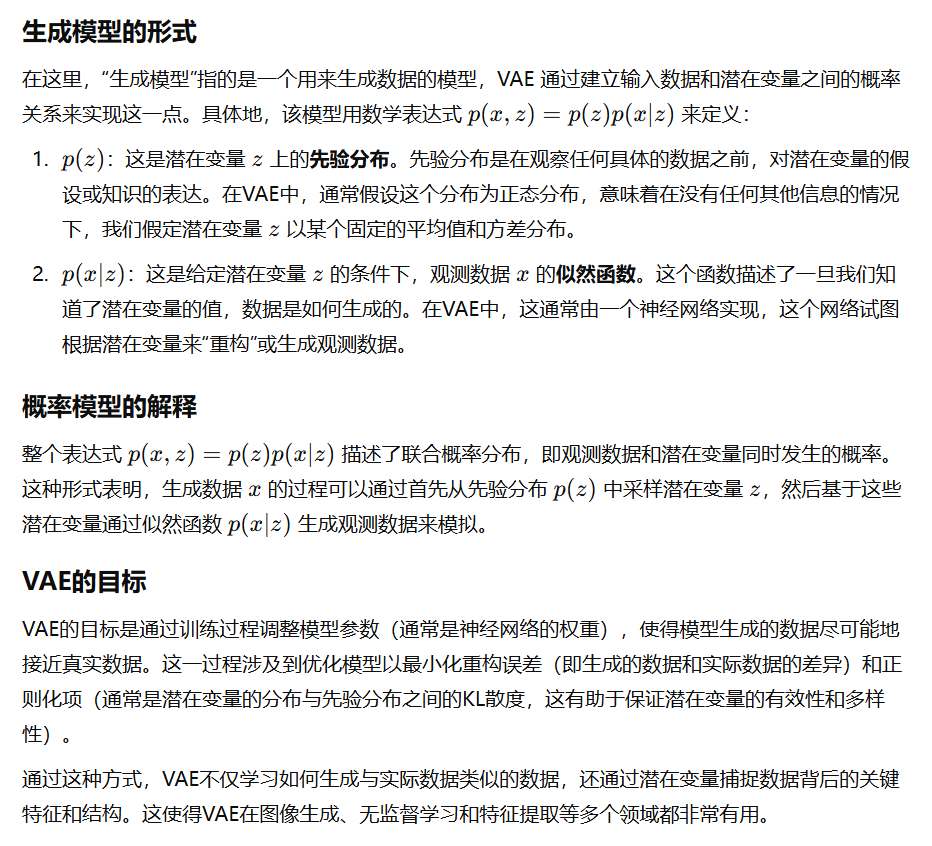 生成模型的形式
在这里，“生成模型”指的是一个用来生成数据的模型，VAE 通过建立输入数据和潜在变量之间的概率
关系来实现这一点。具体地，该模型用数学表达式 p(x, z) = p(z)p(x|z) 来定义：
1. p(z)：这是潜在变量 z 上的先验分布。先验分布是在观察任何具体的数据之前，对潜在变量的假
设或知识的表达。在VAE中，通常假设这个分布为正态分布，意味着在没有任何其他信息的情况
下，我们假定潜在变量 z 以某个固定的平均值和方差分布。
2. p(x|z)：这是给定潜在变量 z 的条件下，观测数据 x 的似然函数。这个函数描述了一旦我们知
道了潜在变量的值，数据是如何生成的。在VAE中，这通常由一个神经网络实现，这个网络试图
根据潜在变量来“重构”或生成观测数据。
概率模型的解释
整个表达式 p(x, z) = p(z)p(x|z) 描述了联合概率分布，即观测数据和潜在变量同时发生的概率。
这种形式表明，生成数据 x 的过程可以通过首先从先验分布 p(z) 中采样潜在变量 z，然后基于这些
潜在变量通过似然函数 p(x|z) 生成观测数据来模拟。
VAE的目标
VAE的目标是通过训练过程调整模型参数（通常是神经网络的权重），使得模型生成的数据尽可能地
接近真实数据。这一过程涉及到优化模型以最小化重构误差（即生成的数据和实际数据的差异）和正
则化项（通常是潜在变量的分布与先验分布之间的KL散度，这有助于保证潜在变量的有效性和多样
性）。
通过这种方式，VAE不仅学习如何生成与实际数据类似的数据，还通过潜在变量捕捉数据背后的关键
特征和结构。这使得VAE在图像生成、无监督学习和特征提取等多个领域都非常有用。